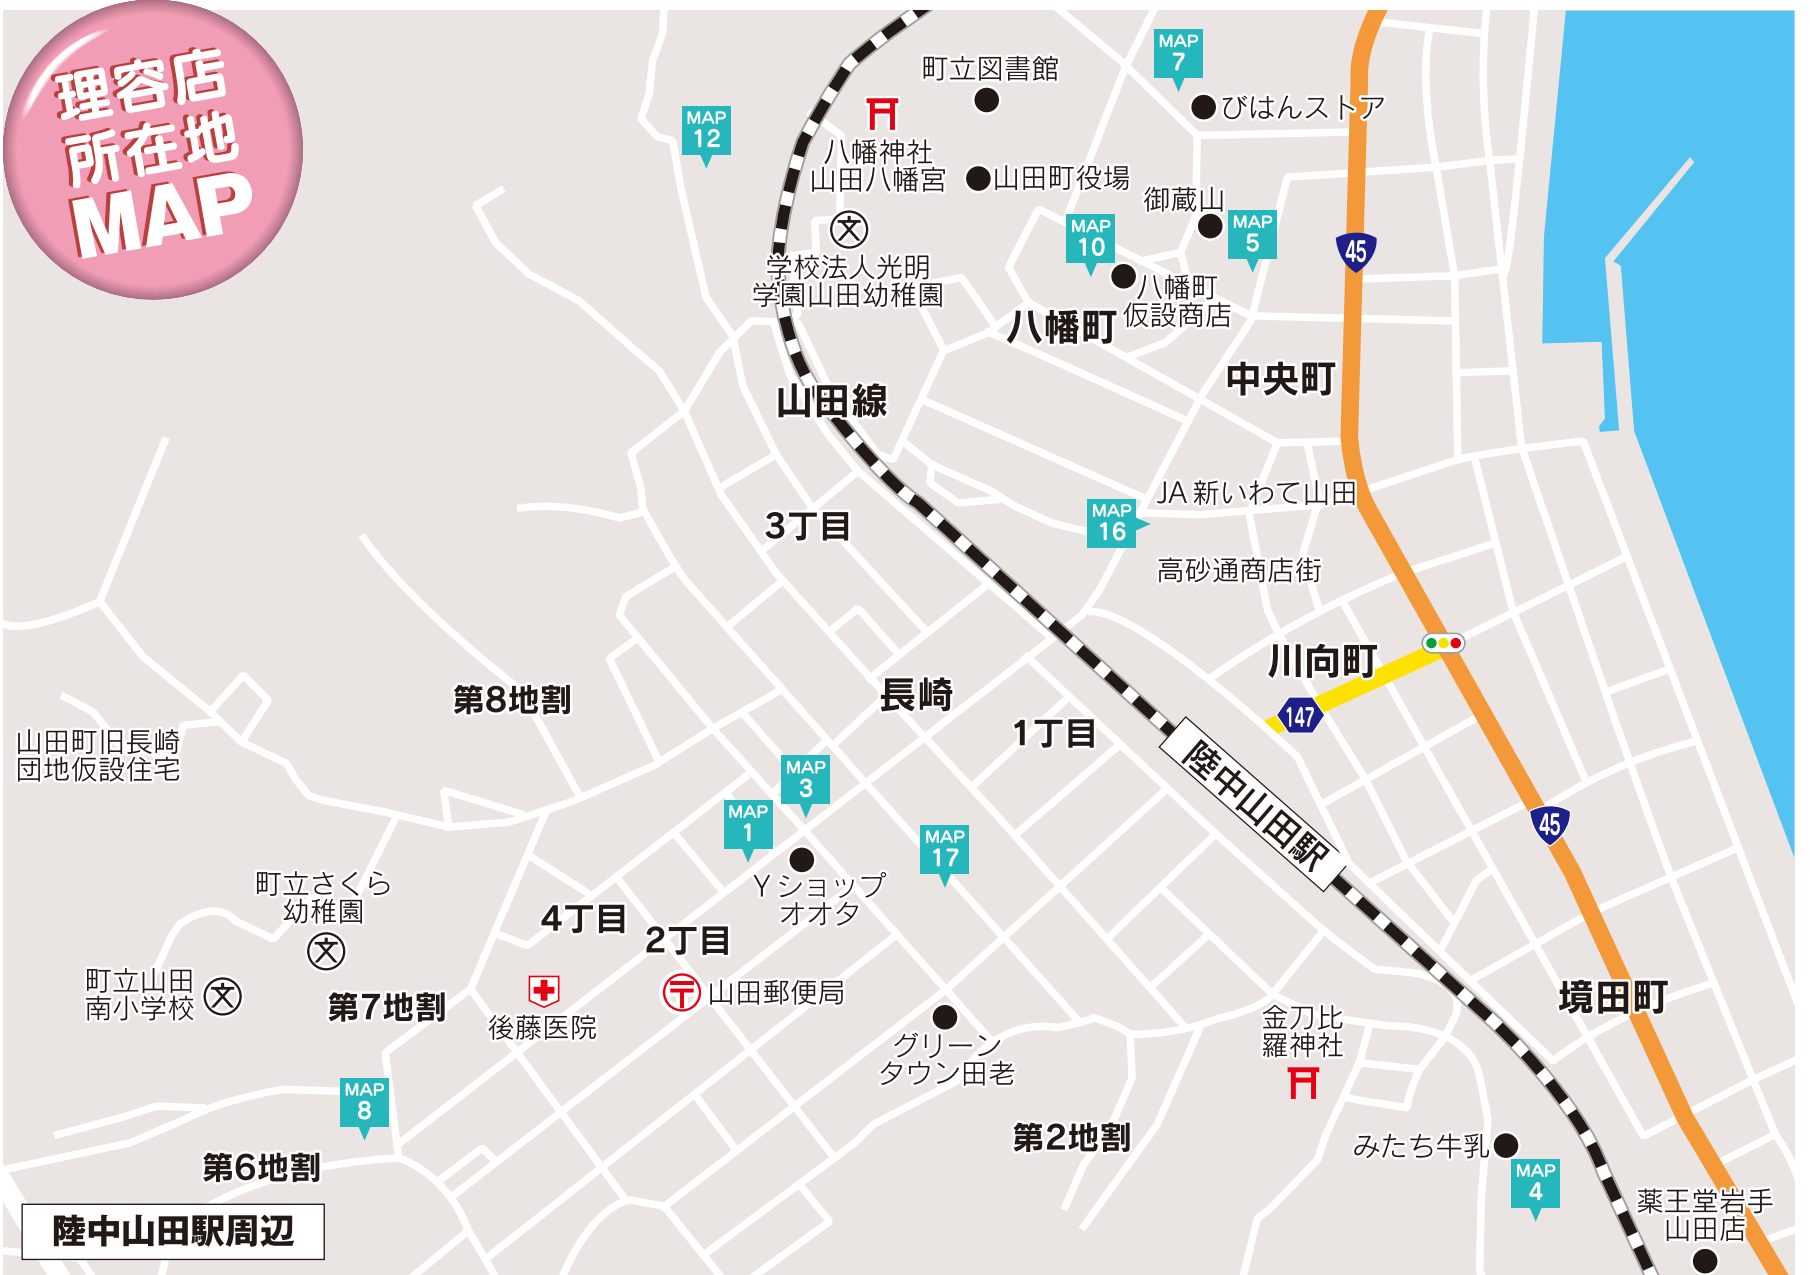 理容店
所在地
MAP
町立図書館
MAP
7
びはんストア
MAP
12
八幡神社
山田八幡宮
山田町役場
御蔵山
MAP
10
MAP
5
45
学校法人光明
学園山田幼稚園
八幡町
仮設商店
八幡町
中央町
山田線
JA 新いわて山田
MAP
16
3丁目
高砂通商店街
川向町
147
長崎
第8地割
1丁目
山田町旧長崎
団地仮設住宅
陸中山田駅
MAP
3
MAP
1
MAP
17
45
Yショップ
オオタ
町立さくら
幼稚園
4丁目
2丁目
町立山田
南小学校
第7地割
後藤医院
山田郵便局
グリーン
タウン田老
境田町
金刀比
羅神社
MAP
8
第2地割
みたち牛乳
MAP
4
第6地割
薬王堂岩手
山田店
陸中山田駅周辺